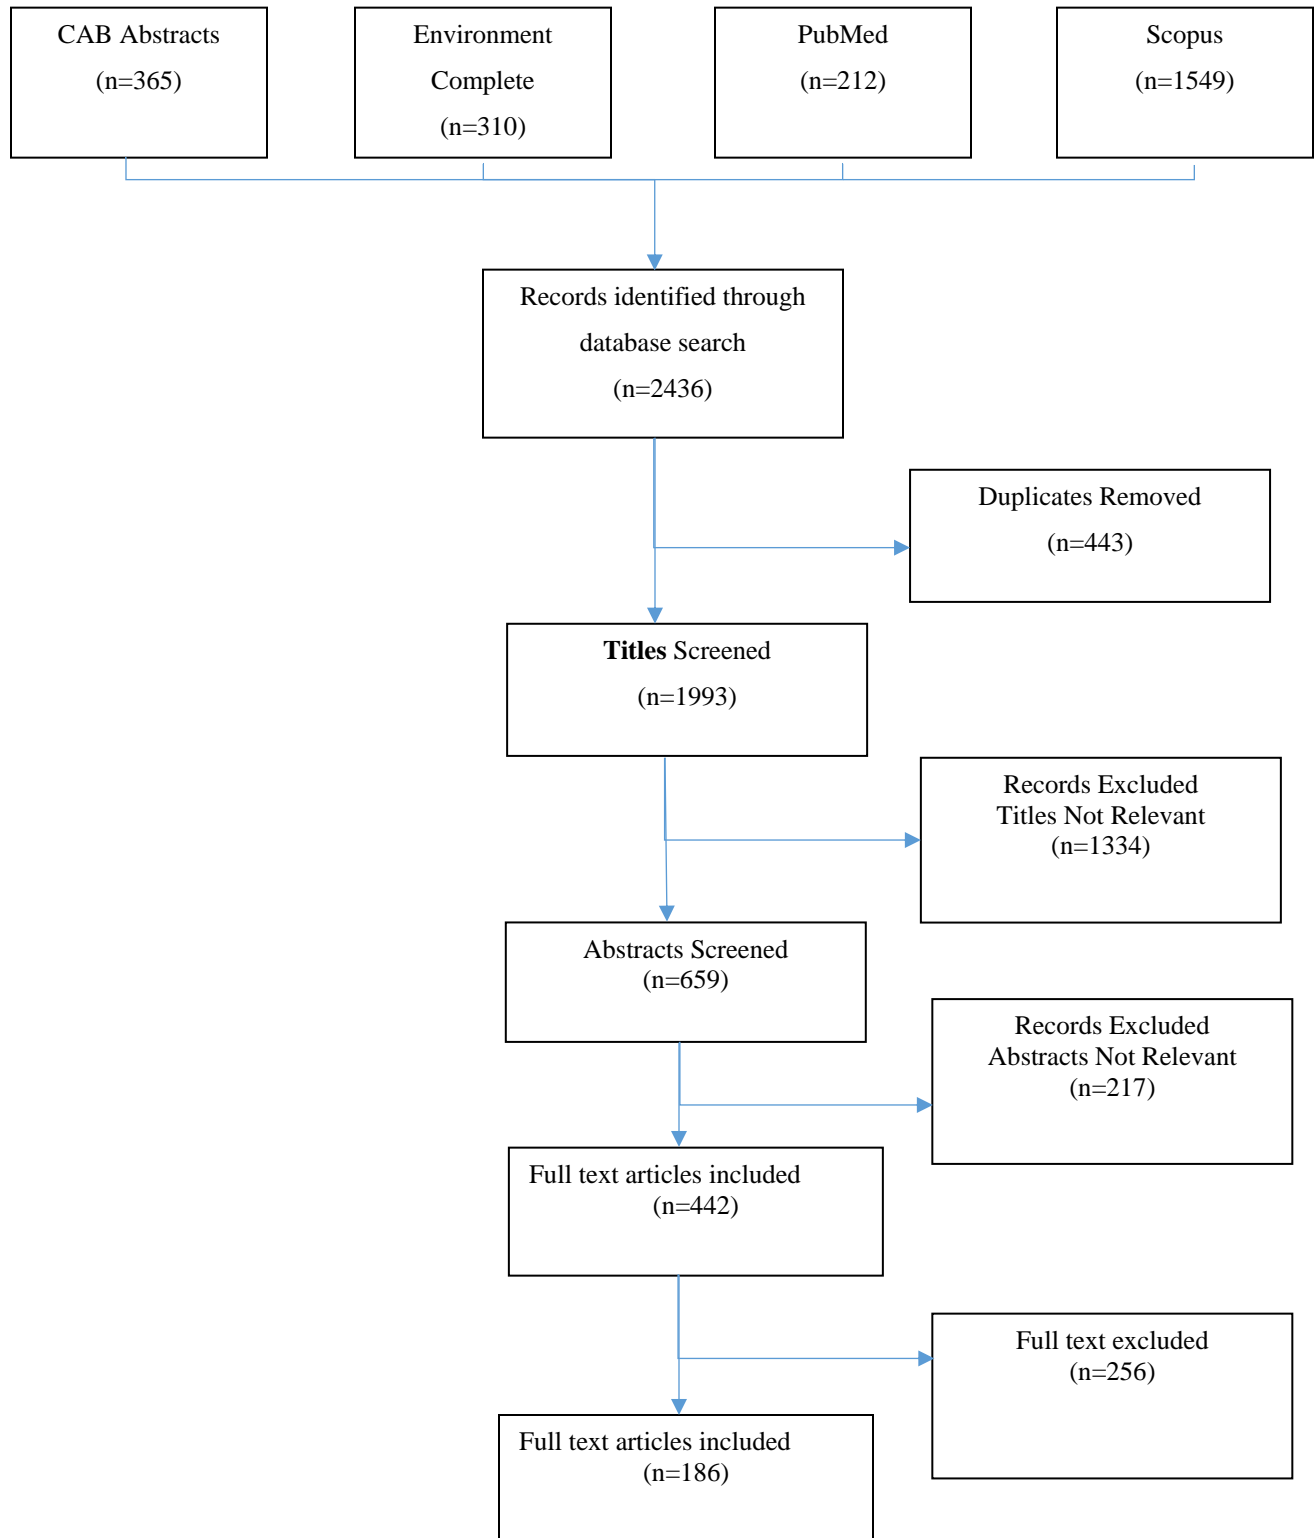 CAB Abstracts
(n=365)
Environment
Complete
(n=310)
PubMed
(n=212)
Scopus
(n=1549)
Records identified through
database search
(n=2436)
Duplicates Removed
(n=443)
Titles Screened
(n=1993)
Records Excluded
Titles Not Relevant
(n=1334)
Abstracts Screened
(n=659)
Records Excluded
Abstracts Not Relevant
(n=217)
Full text articles included
(n=442)
Full text excluded
(n=256)
Full text articles included
(n=186)